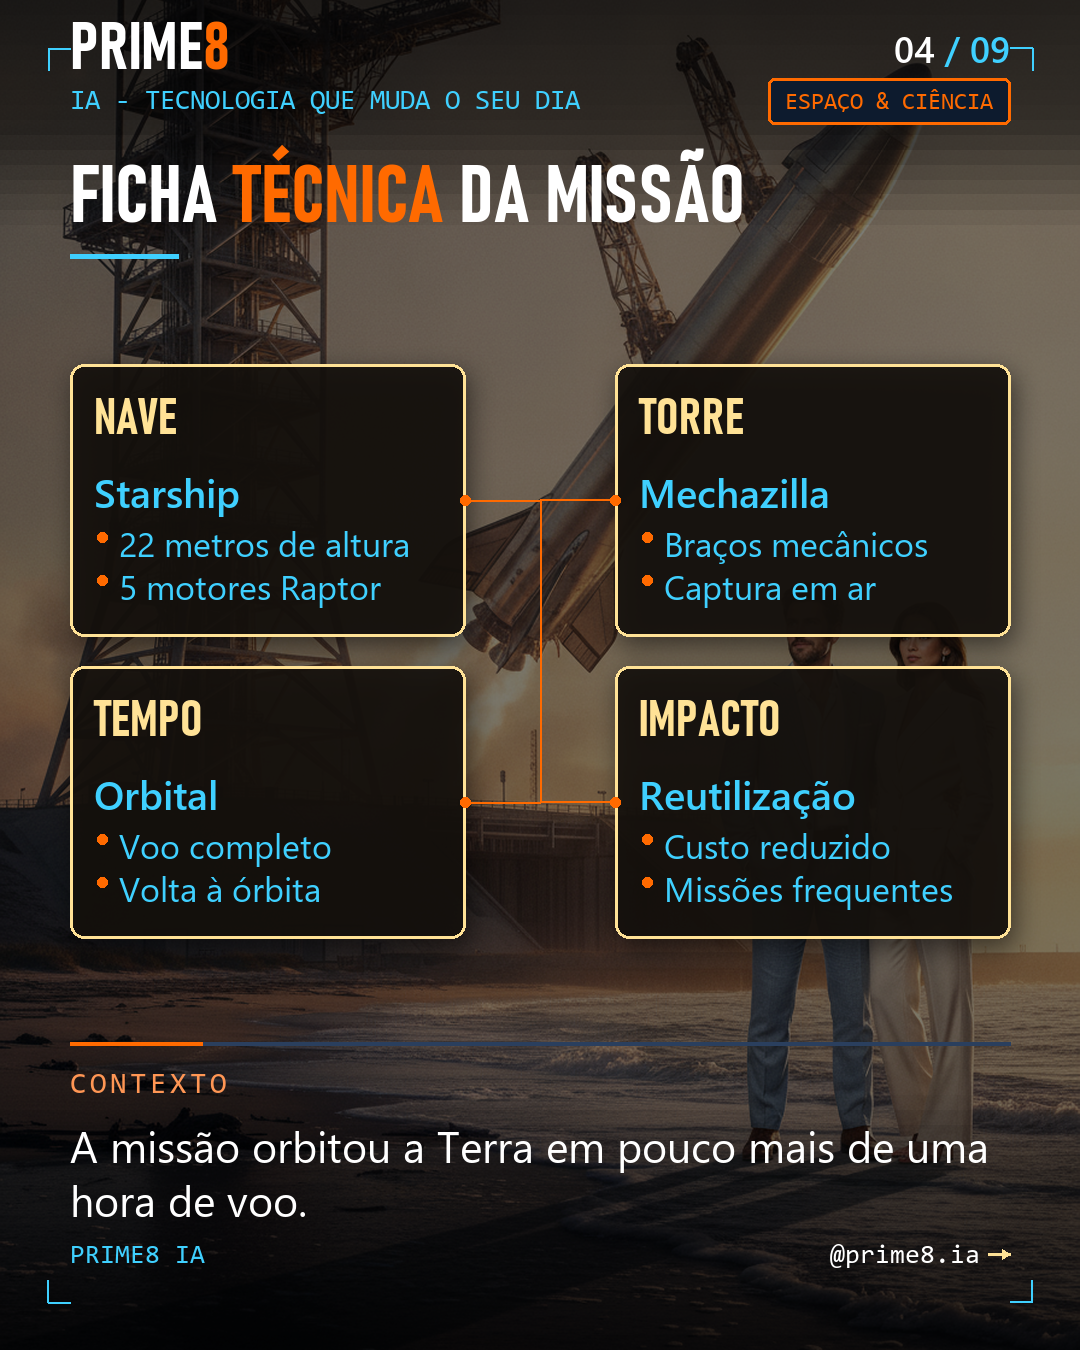 PRIME8
04 / 09
IA - TECNOLOGIA QUE MUDA O SEU DIA
ESPAÇO & CIÊNCIA
FICHA TÉCNICA DA MISSÃO
NAVE
Starship
22 metros de altura
5 motores Raptor
TORRE
Mechazilla
Braços mecânicos
Captura em ar
TEMPO
Orbital
Voo completo
Volta à órbita
IMPACTO
Reutilização
Custo reduzido
Missões frequentes
CONTEXTO
A missão orbitou a Terra em pouco mais de uma
hora de voo.
PRIME8 IA
@prime8.ia